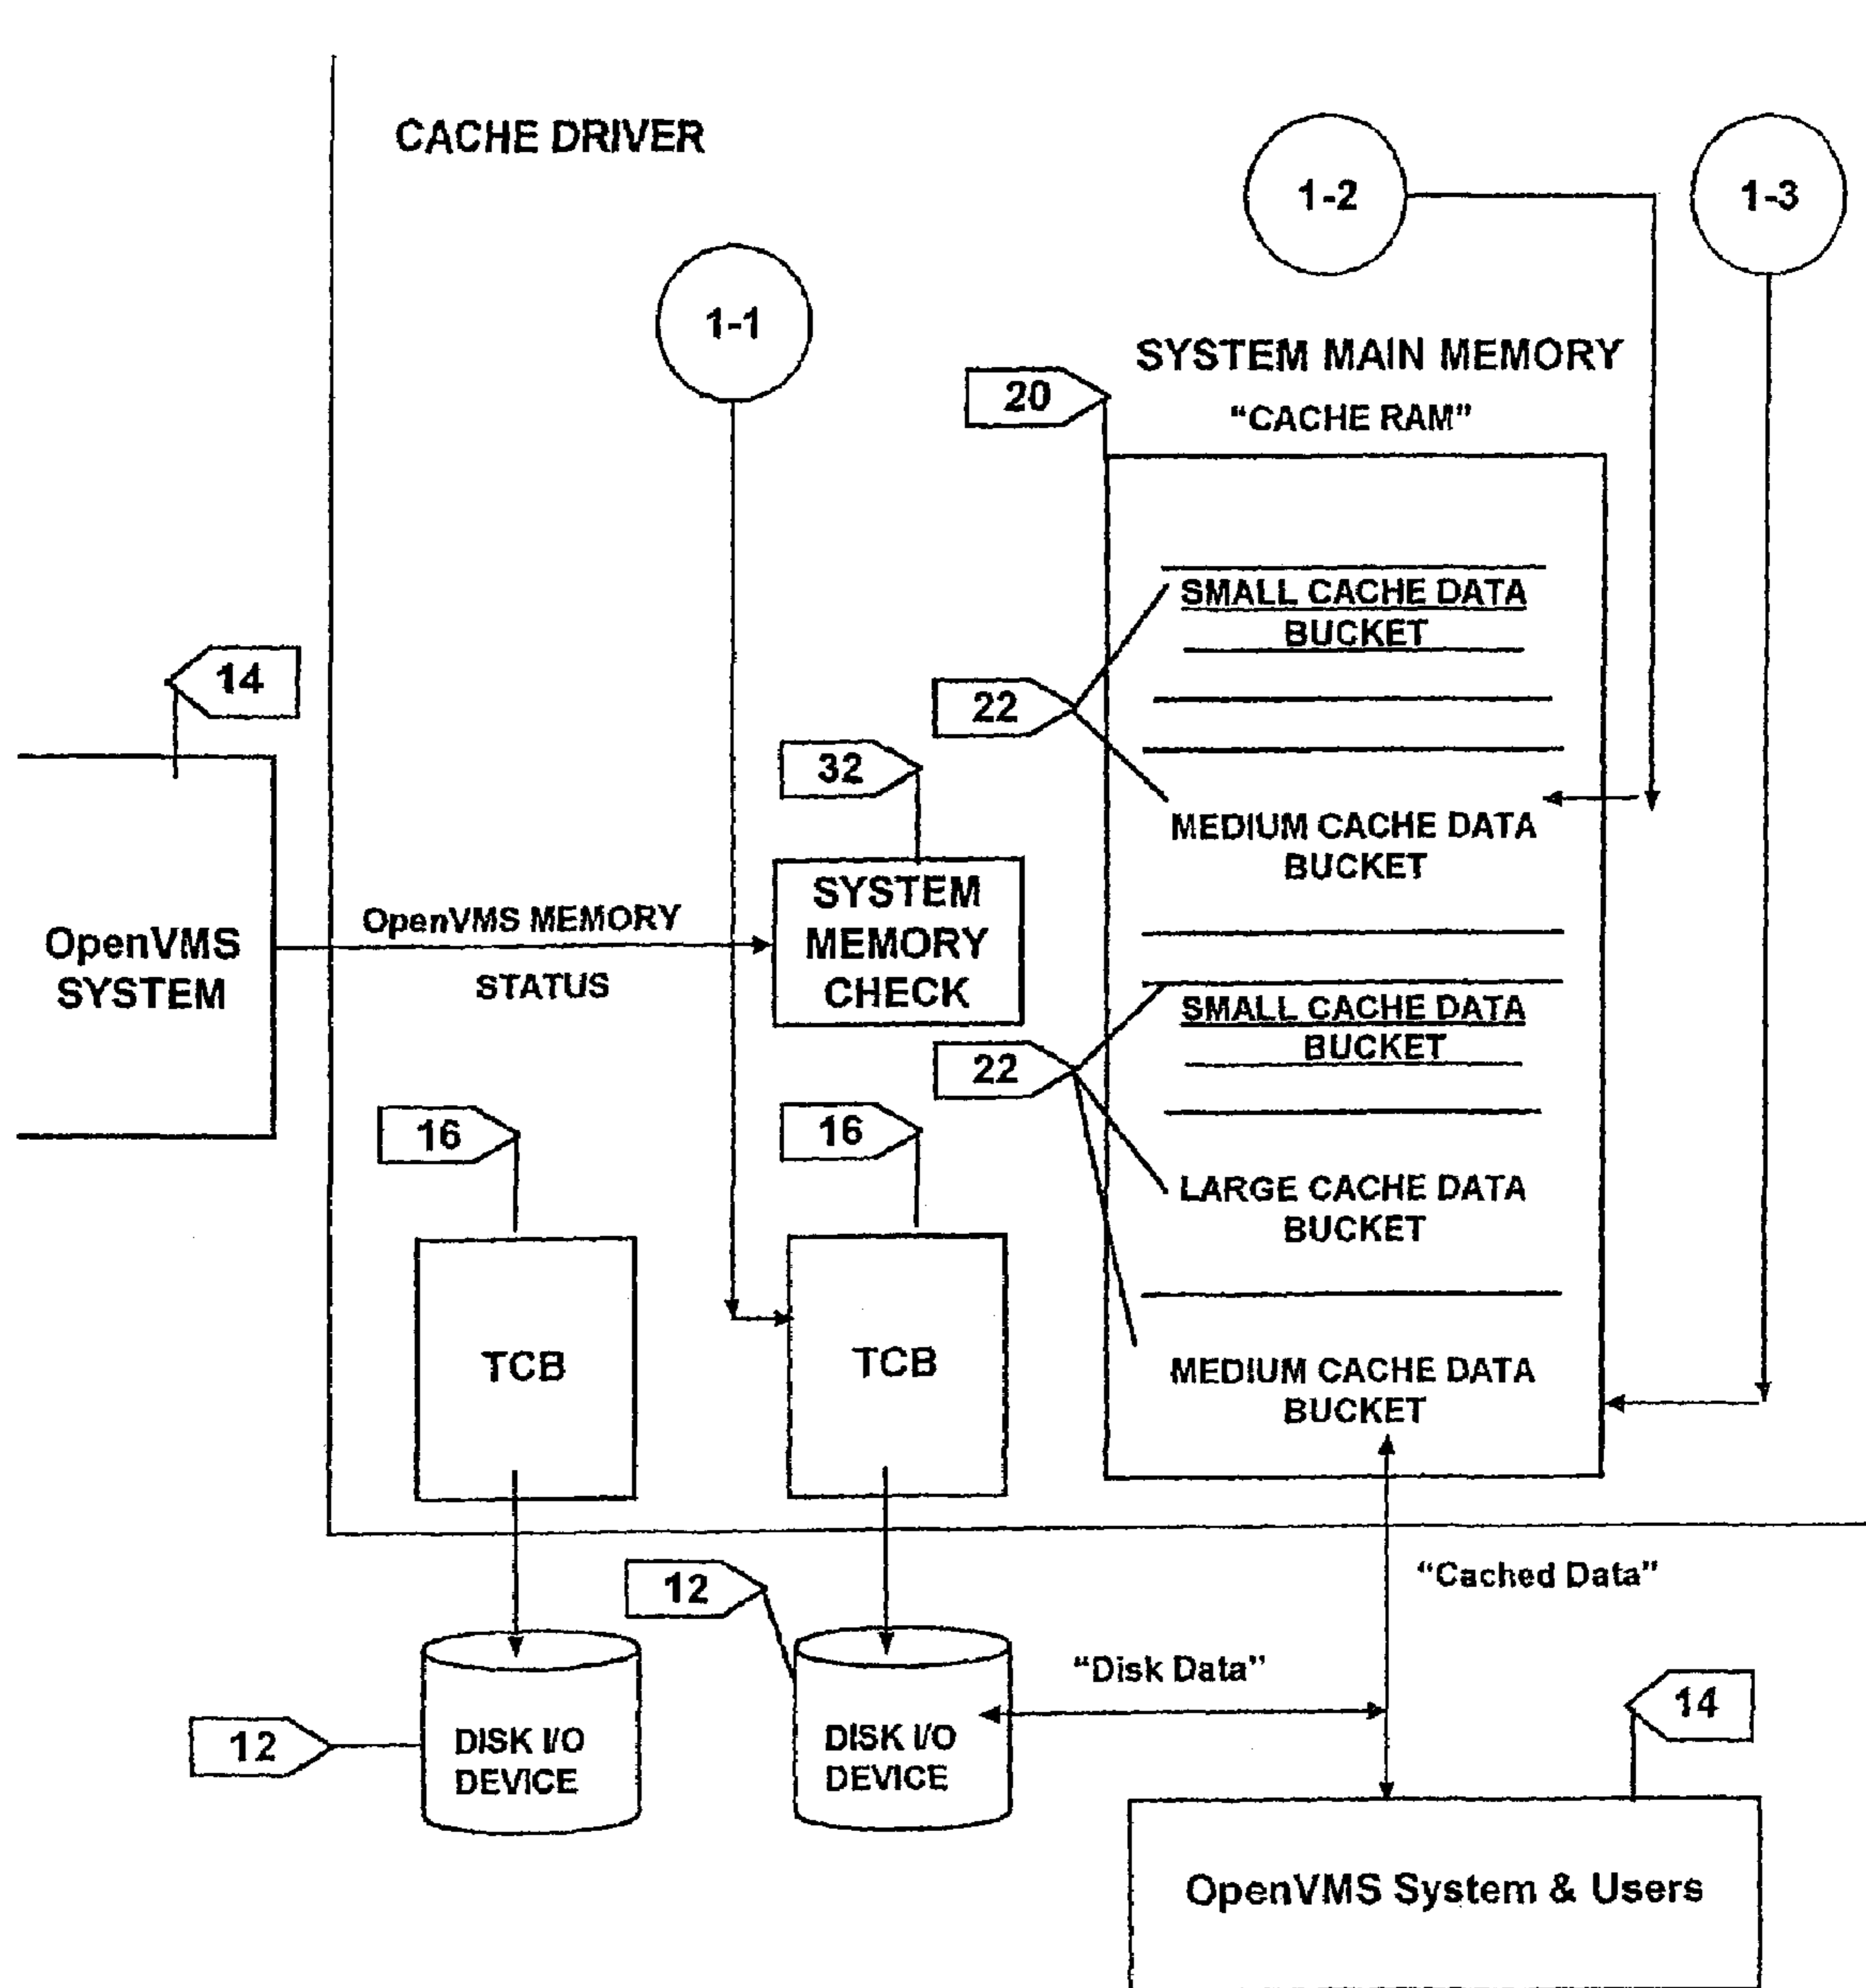 CACHE DRIVER
1-2
1-3
1-1
SYSTEM MAIN MEMORY
20
“CACHE RAM”
SMALL CACHE DATA
BUCKET
14
22
32
MEDIUM CACHE DATA
BUCKET
SYSTEM
MEMORY
CHECK
OpenVMS MEMORY
STATUS
OpenVMS
SYSTEM
SMALL CACHE DATA
BUCKET
22
16
16
LARGE CACHE DATA
BUCKET
TCB
TCB
MEDIUM CACHE DATA
BUCKET
“Cached Data”
12
“Disk Data”
14
12
DISK I/O
DEVICE
DISK I/O
DEVICE
OpenVMS System & Users